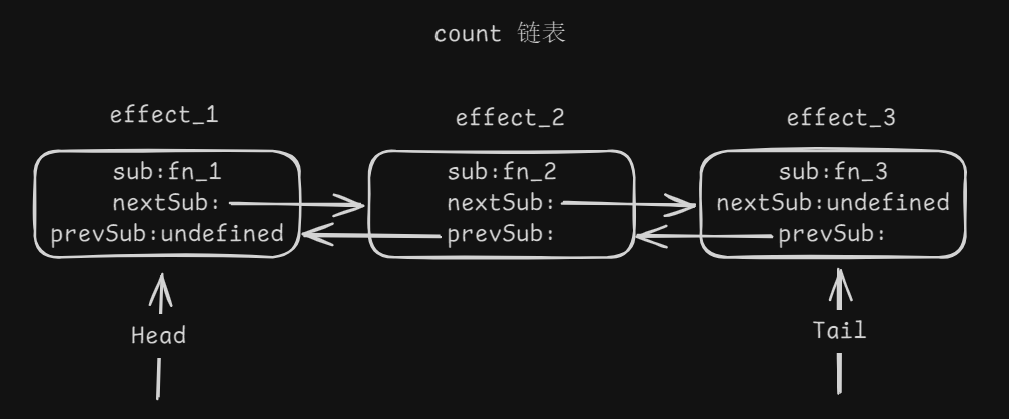 count 链表
effect_1
effect_2
effect_3
sub:fn_1
nextSub:
prevSub:undefined
sub:fn_2
nextSub:
prevSub:
sub:fn_3
nextSub:undefined
prevSub:
Head
Tail